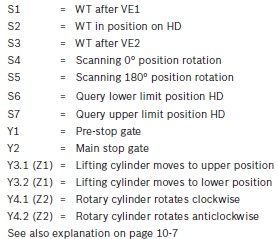 S1 = WT after VE1
S2 = WT in position on HD
S3 = WT after VE2
S4 = Scanning 0° position rotation
S5 = Scanning 180° position rotation
S6 = Query lower limit position HD
S7 = Query upper limit position HD
Y1 = Pre-stop gate
Y2 = Main stop gate
Y3.1 (Z1) = Lifting cylinder moves to upper position
Y3.2 (Z1) = Lifting cylinder moves to lower position
Y4.1 (Z2) = Rotary cylinder rotates clockwise
Y4.2 (Z2) = Rotary cylinder rotates anticlockwise
See also explanation on page 10-7